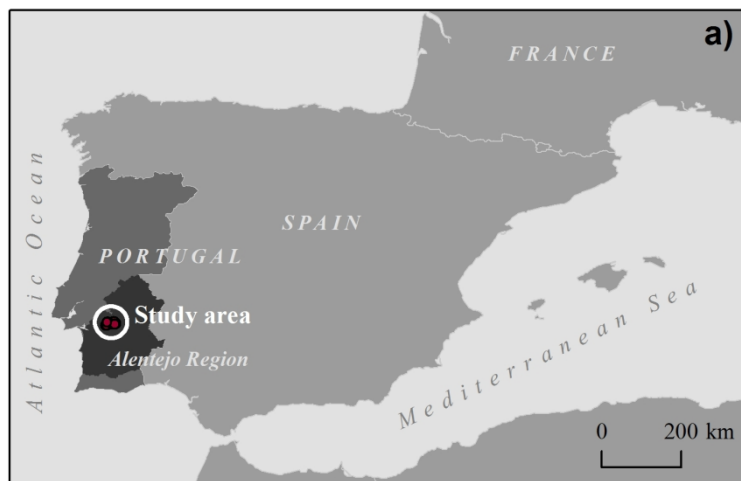 a)
FRANCE
Atlantic Ocean
SPAIN
PORTUGAL
Study area
Alentejo Region
Mediterranean Sea
0 200 km